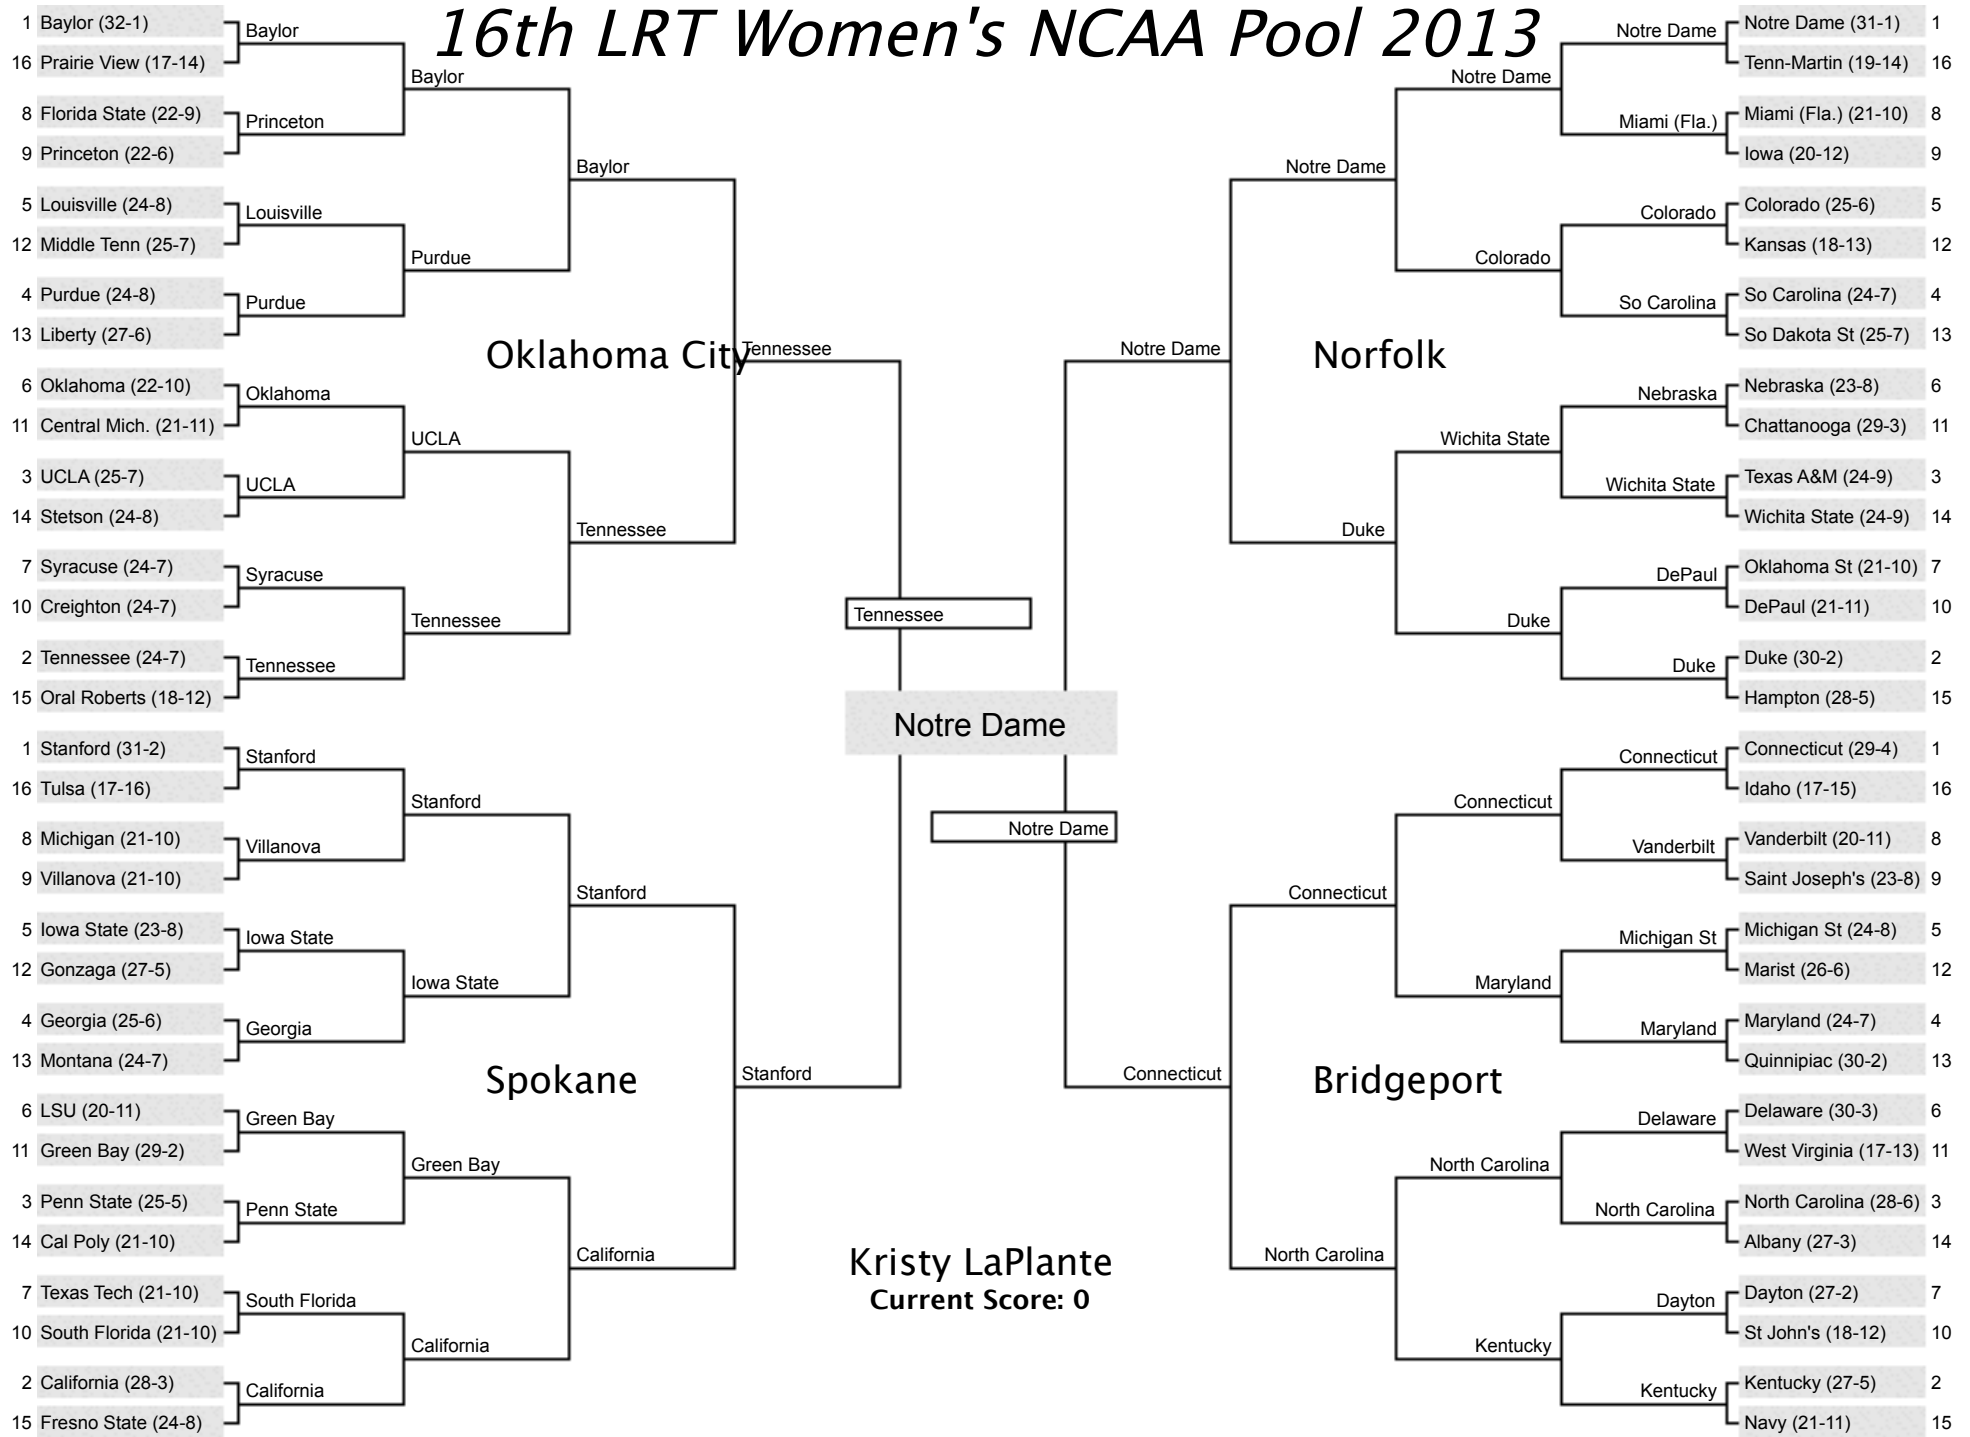 16th LRT Women's NCAA Pool 2013
1 Baylor (32-1)
16 Prairie View (17-14)
8 Florida State (22-9)
9 Princeton (22-6)
5 Louisville (24-8)
12 Middle Tenn (25-7)
4 Purdue (24-8)
13 Liberty (27-6)
6 Oklahoma (22-10)
11 Central Mich. (21-11)
3 UCLA (25-7)
14 Stetson (24-8)
7 Syracuse (24-7)
10 Creighton (24-7)
2 Tennessee (24-7)
15 Oral Roberts (18-12)
Baylor
Princeton
Louisville
Purdue
Oklahoma
UCLA
Syracuse
Tennessee
Baylor
Purdue
UCLA
Tennessee
Baylor
Tennessee
Oklahoma City
Tennessee
1 Stanford (31-2)
16 Tulsa (17-16)
8 Michigan (21-10)
9 Villanova (21-10)
5 Iowa State (23-8)
12 Gonzaga (27-5)
4 Georgia (25-6)
13 Montana (24-7)
6 LSU (20-11)
11 Green Bay (29-2)
3 Penn State (25-5)
14 Cal Poly (21-10)
7 Texas Tech (21-10)
10 South Florida (21-10)
2 California (28-3)
15 Fresno State (24-8)
Stanford
Villanova
Iowa State
Georgia
Green Bay
Penn State
South Florida
California
Stanford
Iowa State
Green Bay
California
Stanford
California
Spokane
Stanford
Tennessee
Notre Dame
Notre Dame
Kristy LaPlante
Current Score: 0
Notre Dame (31-1) 1
Tenn-Martin (19-14) 16
Miami (Fla.) (21-10) 8
Iowa (20-12) 9
Colorado (25-6) 5
Kansas (18-13) 12
So Carolina (24-7) 4
So Dakota St (25-7) 13
Nebraska (23-8) 6
Chattanooga (29-3) 11
Texas A&M (24-9) 3
Wichita State (24-9) 14
Oklahoma St (21-10) 7
DePaul (21-11) 10
Duke (30-2) 2
Hampton (28-5) 15
Notre Dame
Miami (Fla.)
Colorado
So Carolina
Nebraska
Wichita State
DePaul
Duke
Notre Dame
Colorado
Wichita State
Duke
Notre Dame
Duke
Norfolk
Notre Dame
Connecticut (29-4) 1
Idaho (17-15) 16
Vanderbilt (20-11) 8
Saint Joseph's (23-8) 9
Michigan St (24-8) 5
Marist (26-6) 12
Maryland (24-7) 4
Quinnipiac (30-2) 13
Delaware (30-3) 6
West Virginia (17-13) 11
North Carolina (28-6) 3
Albany (27-3) 14
Dayton (27-2) 7
St John's (18-12) 10
Kentucky (27-5) 2
Navy (21-11) 15
Connecticut
Vanderbilt
Michigan St
Maryland
Delaware
North Carolina
Dayton
Kentucky
Connecticut
Maryland
North Carolina
Kentucky
Connecticut
North Carolina
Bridgeport
Connecticut